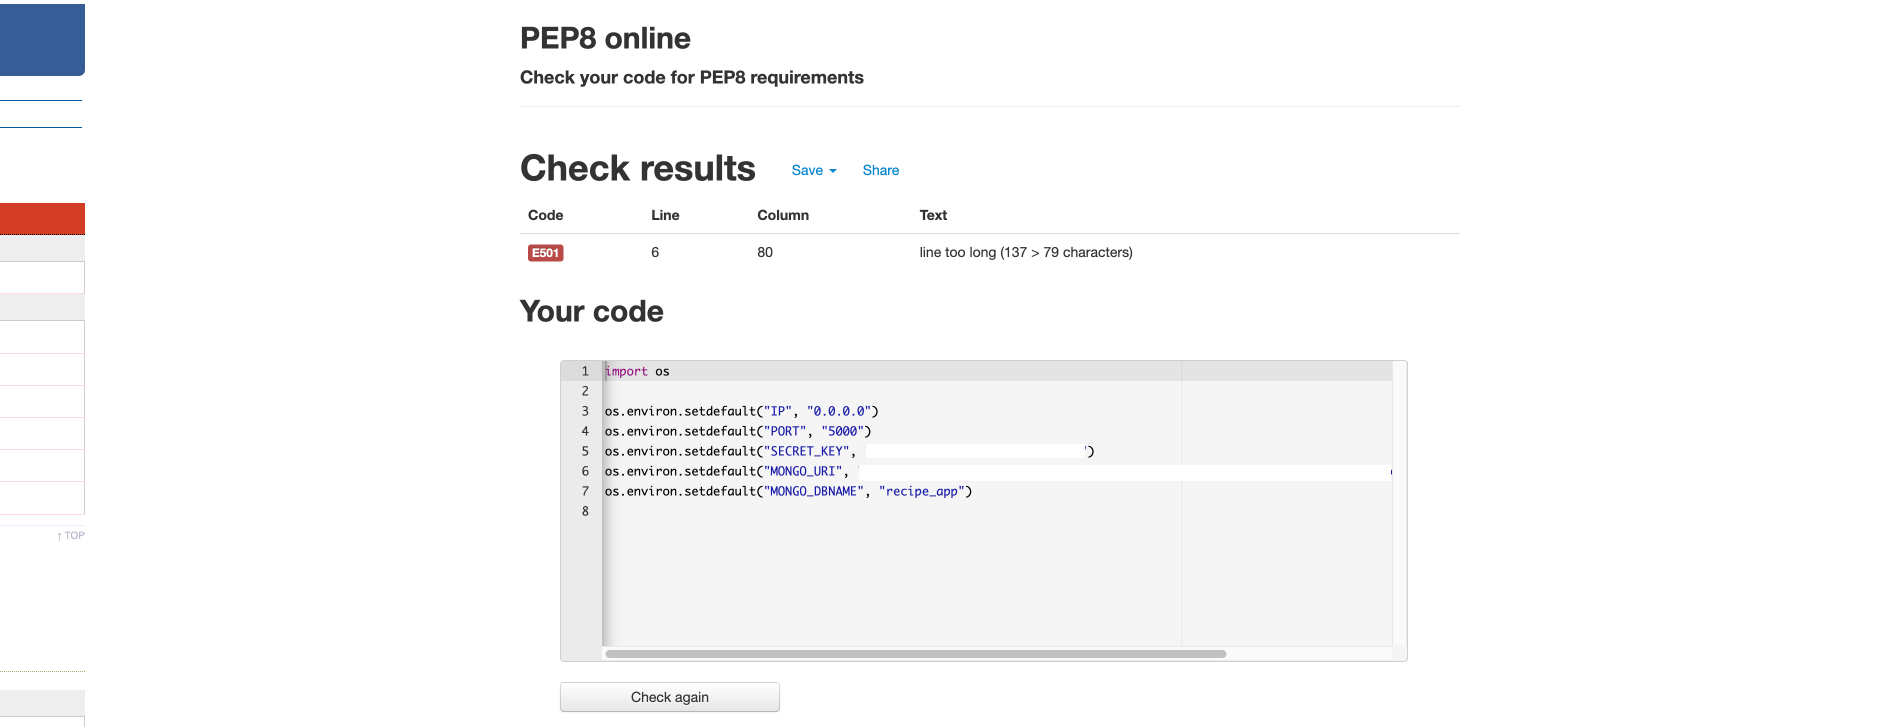 PEP8 online
Check your code for PEP8 requirements
Check results Save Share
Code Line Column Text
E501 6 80 line too long (137 > 79 characters)
Your code
1 import os
2
3 os.environ.setdefault("IP", "0.0.0.0")
4 os.environ.setdefault("PORT", "5000")
5 os.environ.setdefault("SECRET_KEY", ")
6 os.environ.setdefault("MONGO_URI", "
7 os.environ.setdefault("MONGO_DBNAME", "recipe_app")
8
↑ TOP
Check again